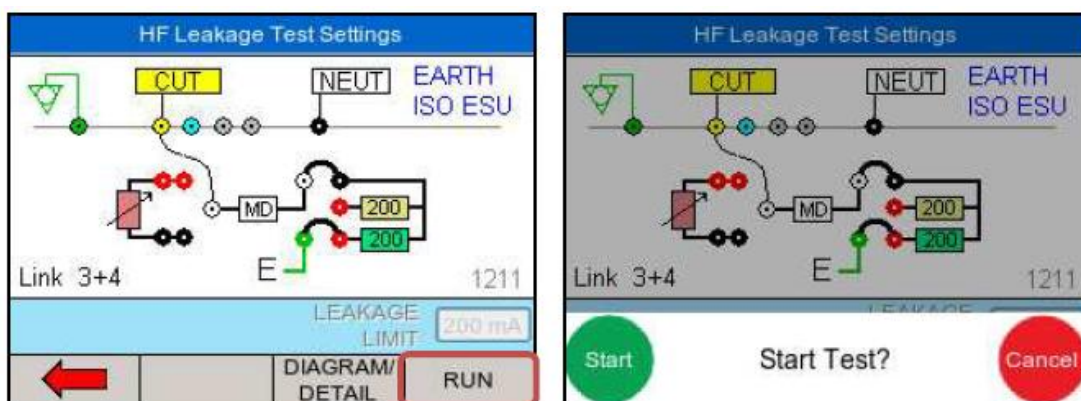 HF Leakage Test Settings
CUT
NEUT
EARTH
ISO ESU
MD
200
200
E
Link 3+4
1211
LEAKAGE
LIMIT
200 mA
DIAGRAM/
DETAIL
RUN
HF Leakage Test Settings
CUT
NEUT
EARTH
ISO ESU
MD
200
200
E
Link 3+4
1211
LEAKAGE
Start
Start Test?
Cancel